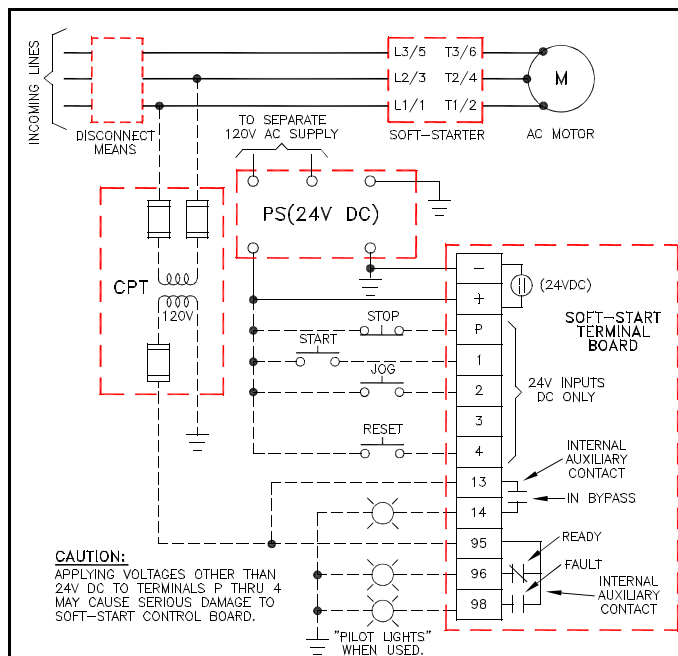 INCOMING LINES
DISCONNECT
MEANS
L3/5 T3/6
L2/3 T2/4
L1/1 T1/2
SOFT-STARTER
M
AC MOTOR
TO SEPARATE
120V AC SUPPLY
PS(24V DC)
CPT
120V
- (24VDC)
+
STOP P
START 1
JOG 2
3
RESET 4
13
14
95
96
98
SOFT-START
TERMINAL
BOARD
24V INPUTS
DC ONLY
INTERNAL
AUXILIARY
CONTACT
IN BYPASS
READY
FAULT
INTERNAL
AUXILIARY
CONTACT
CAUTION:
APPLYING VOLTAGES OTHER THAN
24V DC TO TERMINALS P THRU 4
MAY CAUSE SERIOUS DAMAGE TO
SOFT-START CONTROL BOARD.
"PILOT LIGHTS"
WHEN USED.